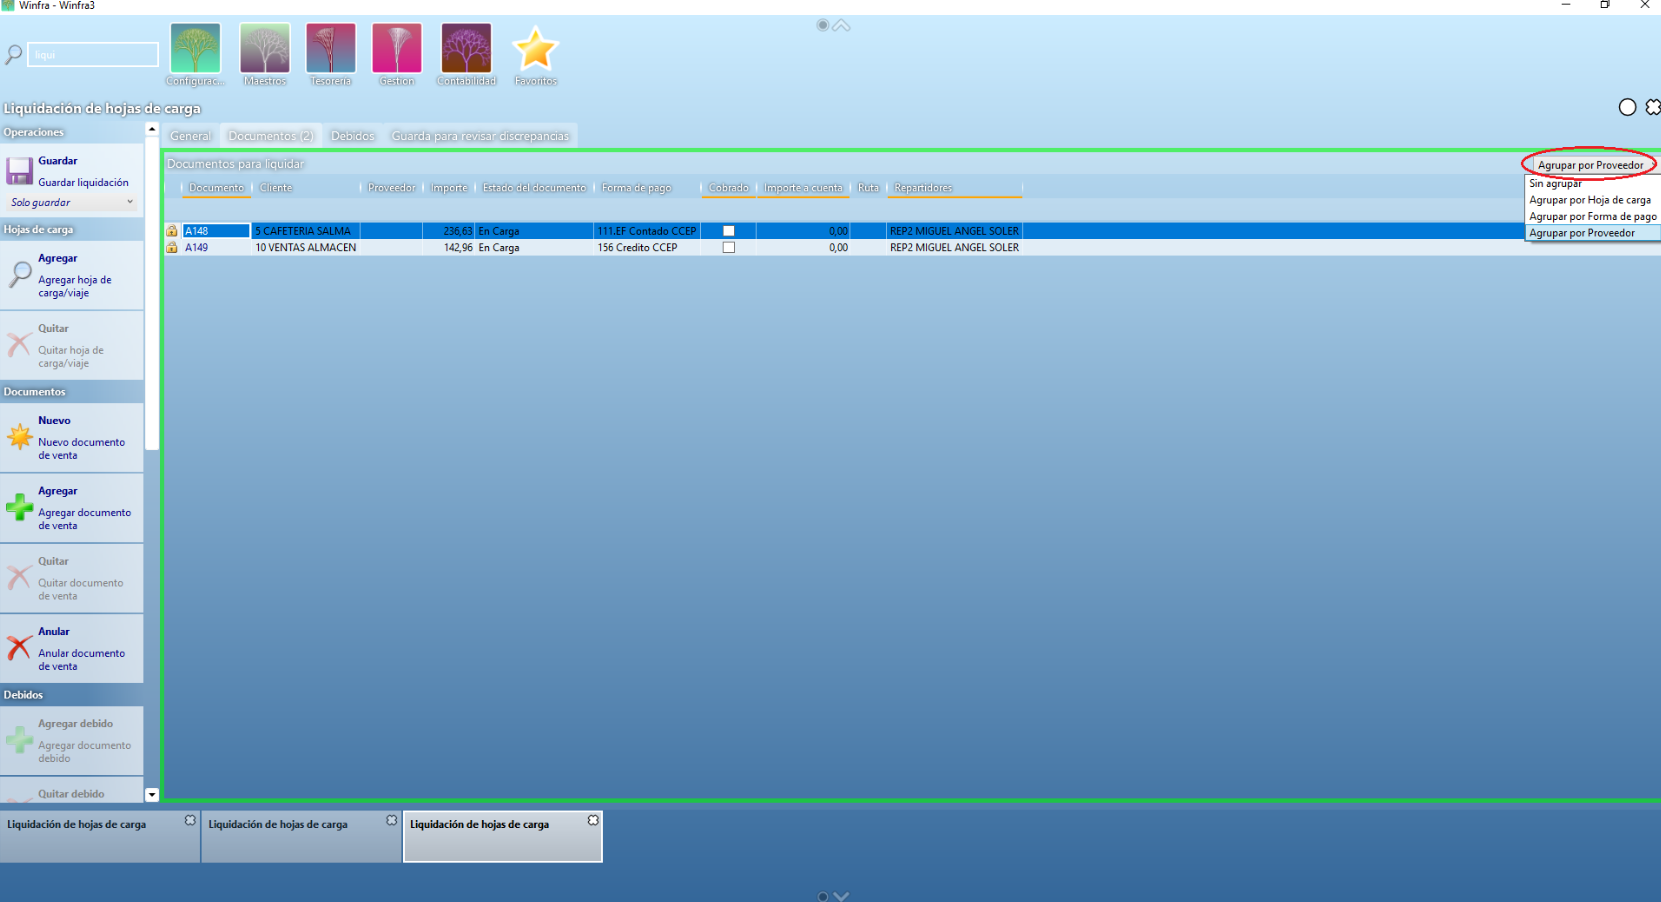 Winfra - Winfra3
liqui
Configurac...
Maestros
Tesorería
Gestion
Contabilidad
Favoritos
Liquidación de hojas de carga
Operaciones
Guardar
Guardar liquidación
Solo guardar
Hojas de carga
Agregar
Agregar hoja de
carga/viaje
Quitar
Quitar hoja de
carga/viaje
Documentos
Nuevo
Nuevo documento
de venta
Agregar
Agregar documento
de venta
Quitar
Quitar documento
de venta
Anular
Anular documento
de venta
Debidos
Agregar debido
Agregar documento
debido
Quitar debido
General
Documentos (2)
Debidos
Guarda para revisar discrepancias
Documentos para liquidar
Agrupar por Proveedor
Sin agrupar
Agrupar por Hoja de carga
Agrupar por Forma de pago
Agrupar por Proveedor
Documento Cliente Proveedor Importe Estado del documento Forma de pago Cobrado Importe a cuenta Ruta Repartidores
A148 5 CAFETERIA SALMA 236,63 En Carga 111.EF Contado CCEP 0,00 REP2 MIGUEL ANGEL SOLER
A149 10 VENTAS ALMACEN 142,96 En Carga 156 Credito CCEP 0,00 REP2 MIGUEL ANGEL SOLER
Liquidación de hojas de carga
Liquidación de hojas de carga
Liquidación de hojas de carga